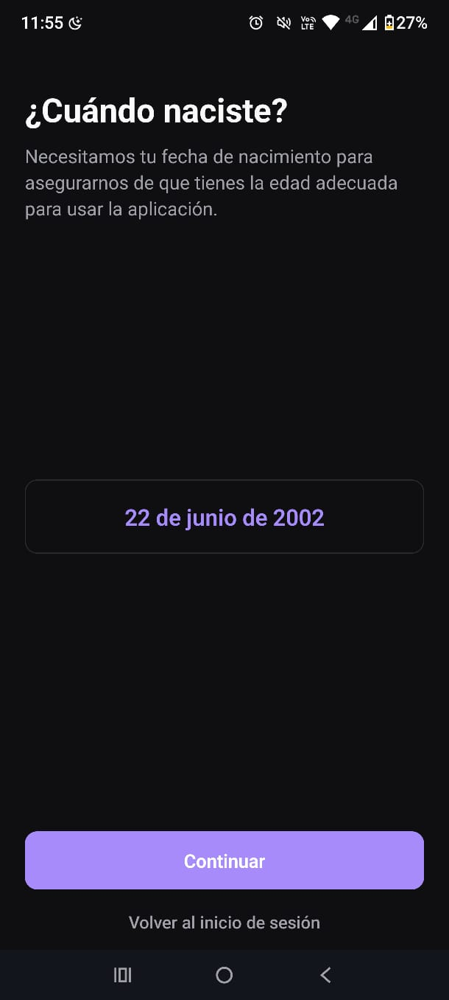 11:55
Vo LTE 4G 27%
¿Cuándo naciste?
Necesitamos tu fecha de nacimiento para
asegurarnos de que tienes la edad adecuada
para usar la aplicación.
22 de junio de 2002
Continuar
Volver al inicio de sesión